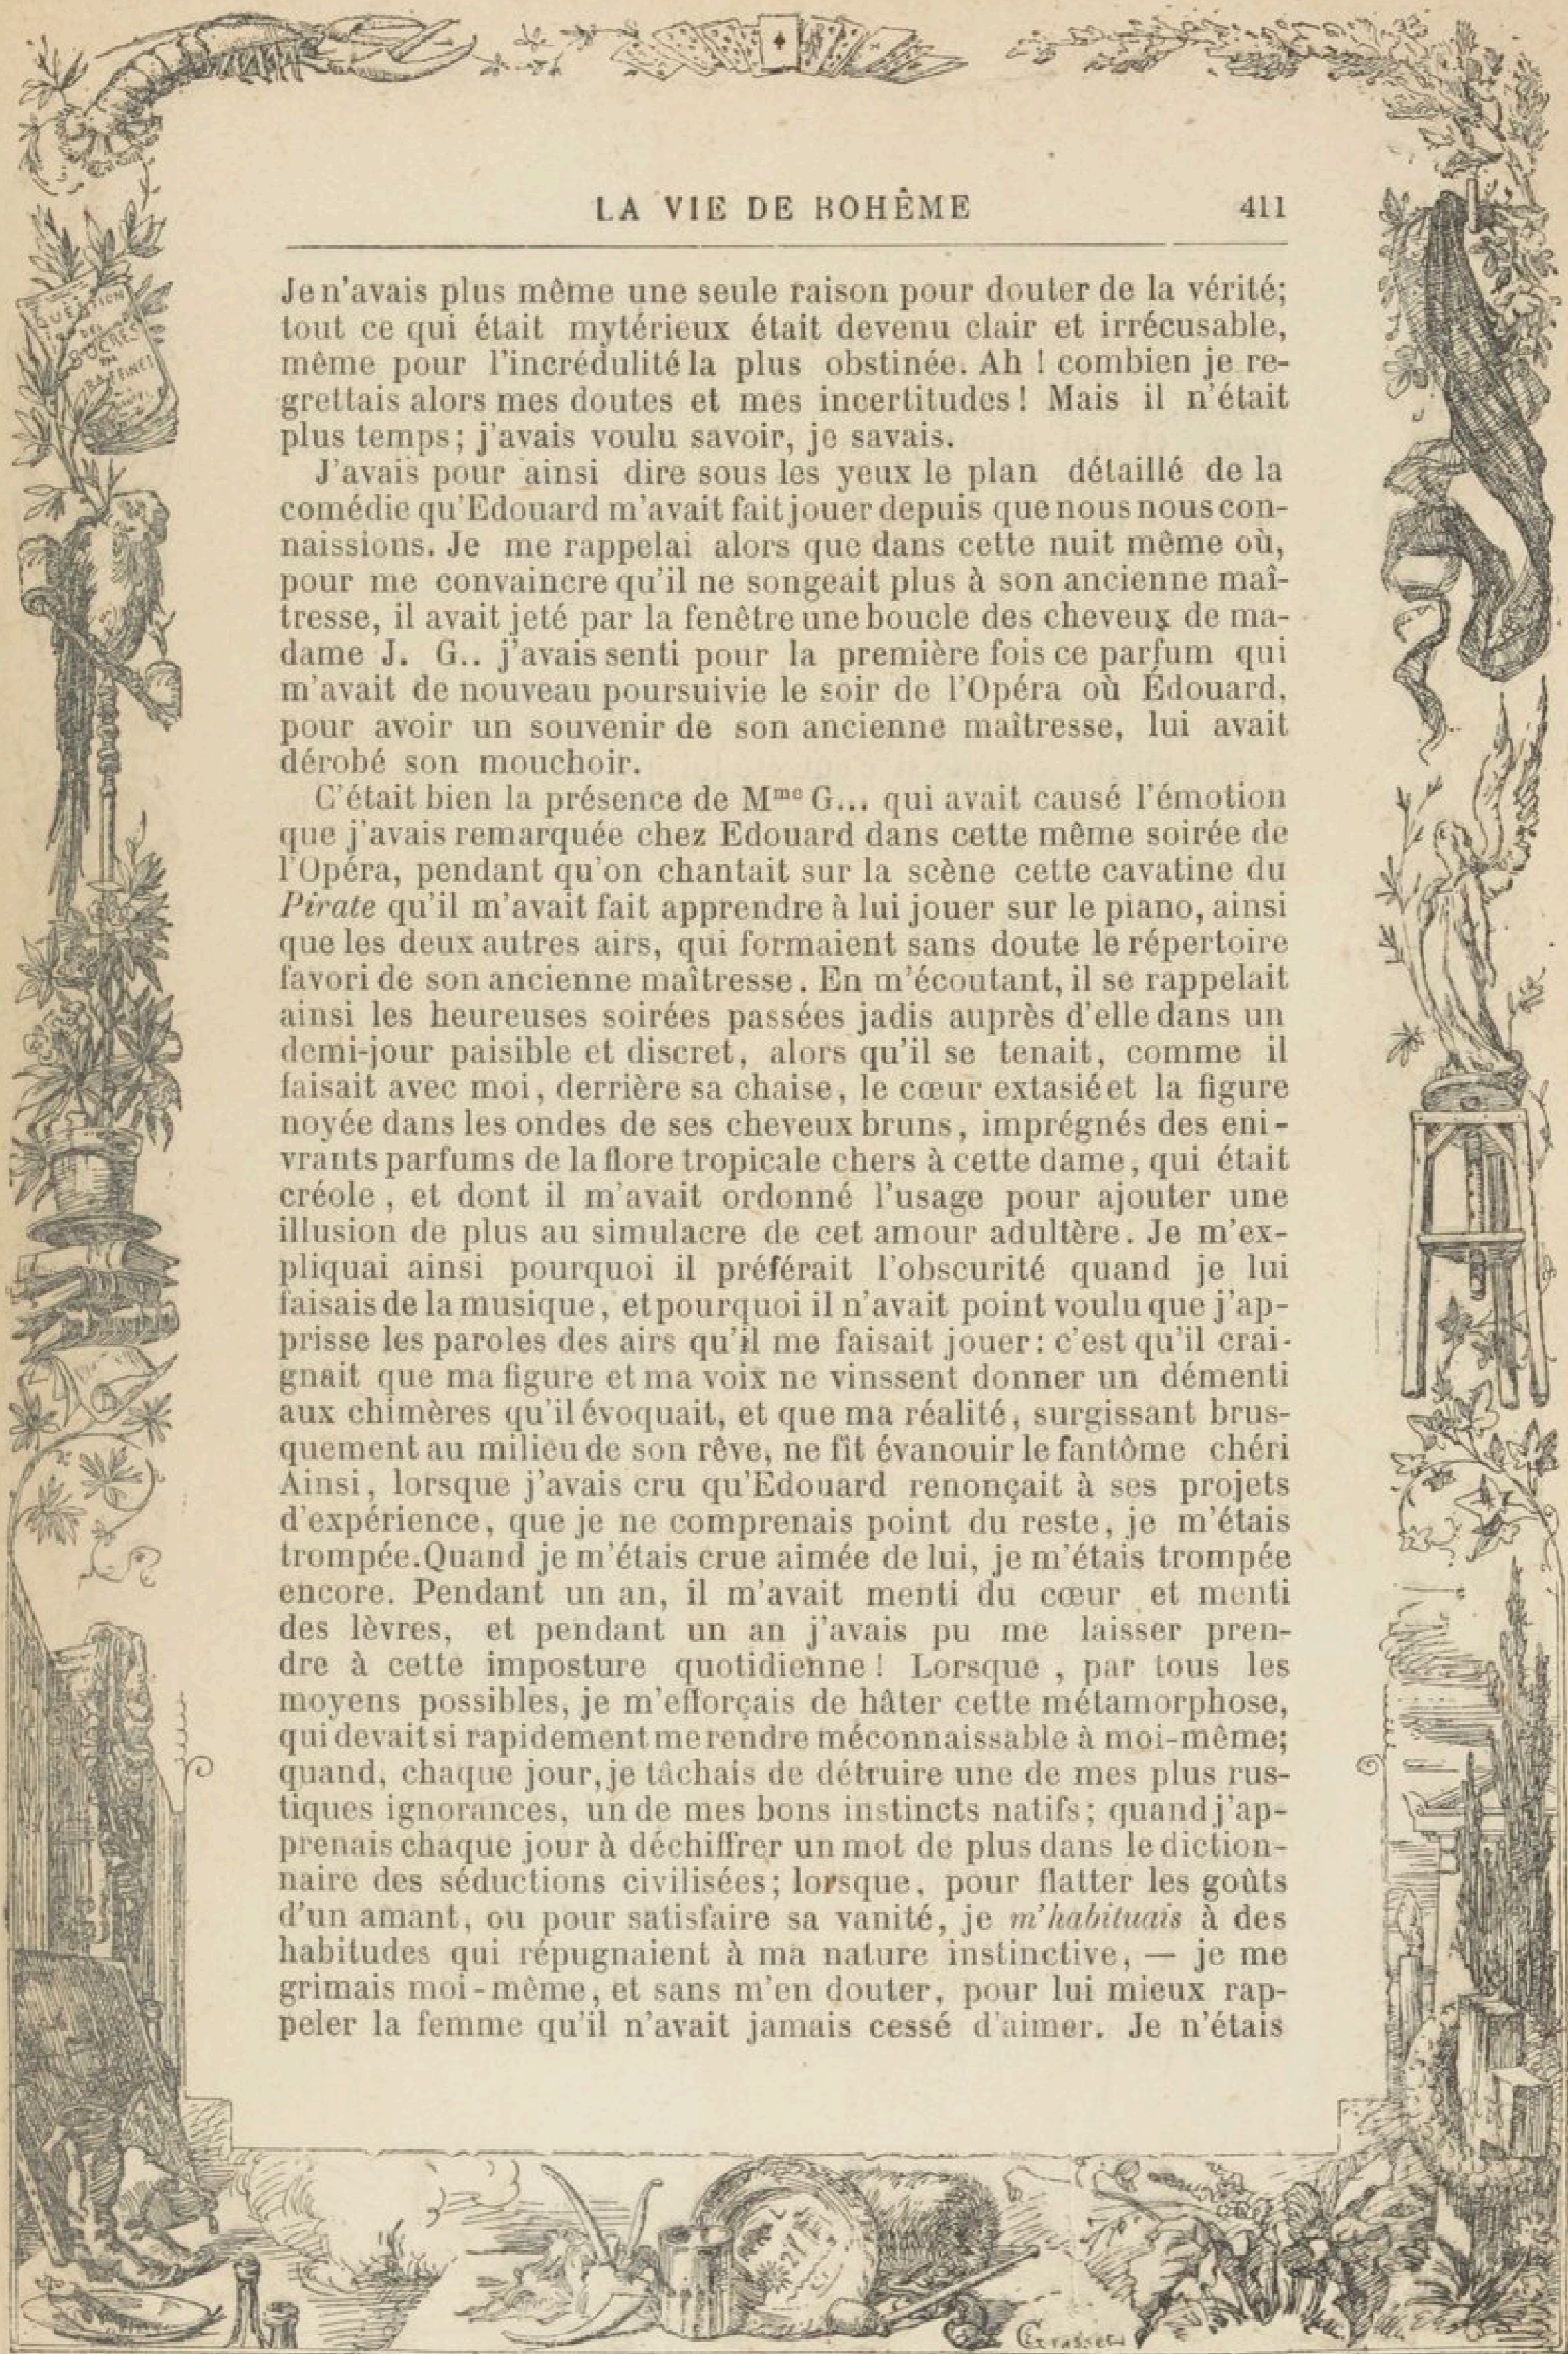 LA VIE DE BOHÊME 411
Je n'avais plus même une seule raison pour douter de la vérité;
tout ce qui était mytérieux était devenu clair et irrécusable,
même pour l'incrédulité la plus obstinée. Ah ! combien je re-
grettais alors mes doutes et mes incertitudes ! Mais il n'était
plus temps; j'avais voulu savoir, je savais.
J'avais pour ainsi dire sous les yeux le plan détaillé de la
comédie qu'Edouard m'avait fait jouer depuis que nous nous con-
naissions. Je me rappelai alors que dans cette nuit même où,
pour me convaincre qu'il ne songeait plus à son ancienne maî-
tresse, il avait jeté par la fenêtre une boucle des cheveux de ma-
dame J. G.. j'avais senti pour la première fois ce parfum qui
m'avait de nouveau poursuivie le soir de l'Opéra où Édouard,
pour avoir un souvenir de son ancienne maîtresse, lui avait
dérobé son mouchoir.
C'était bien la présence de Mme G... qui avait causé l'émotion
que j'avais remarquée chez Edouard dans cette même soirée de
l'Opéra, pendant qu'on chantait sur la scène cette cavatine du
Pirate qu'il m'avait fait apprendre à lui jouer sur le piano, ainsi
que les deux autres airs, qui formaient sans doute le répertoire
favori de son ancienne maîtresse. En m'écoutant, il se rappelait
ainsi les heureuses soirées passées jadis auprès d'elle dans un
demi-jour paisible et discret, alors qu'il se tenait, comme il
faisait avec moi, derrière sa chaise, le cœur extasié et la figure
noyée dans les ondes de ses cheveux bruns, imprégnés des eni-
vrants parfums de la flore tropicale chers à cette dame, qui était
créole, et dont il m'avait ordonné l'usage pour ajouter une
illusion de plus au simulacre de cet amour adultère. Je m'ex-
pliquai ainsi pourquoi il préférait l'obscurité quand je lui
faisais de la musique, et pourquoi il n'avait point voulu que j'ap-
prisse les paroles des airs qu'il me faisait jouer : c'est qu'il crai-
gnait que ma figure et ma voix ne vinssent donner un démenti
aux chimères qu'il évoquait, et que ma réalité, surgissant brus-
quement au milieu de son rêve, ne fît évanouir le fantôme chéri
Ainsi, lorsque j'avais cru qu'Edouard renonçait à ses projets
d'expérience, que je ne comprenais point du reste, je m'étais
trompée. Quand je m'étais crue aimée de lui, je m'étais trompée
encore. Pendant un an, il m'avait menti du cœur et menti
des lèvres, et pendant un an j'avais pu me laisser pren-
dre à cette imposture quotidienne ! Lorsque, par tous les
moyens possibles, je m'efforçais de hâter cette métamorphose,
qui devait si rapidement me rendre méconnaissable à moi-même;
quand, chaque jour, je tâchais de détruire une de mes plus rus-
tiques ignorances, un de mes bons instincts natifs; quand j'ap-
prenais chaque jour à déchiffrer un mot de plus dans le diction-
naire des séductions civilisées; lorsque, pour flatter les goûts
d'un amant, ou pour satisfaire sa vanité, je m'habituais à des
habitudes qui répugnaient à ma nature instinctive, — je me
grimais moi-même, et sans m'en douter, pour lui mieux rap-
peler la femme qu'il n'avait jamais cessé d'aimer. Je n'étais
QUESTION
DES
SUCRES
27
Grasset